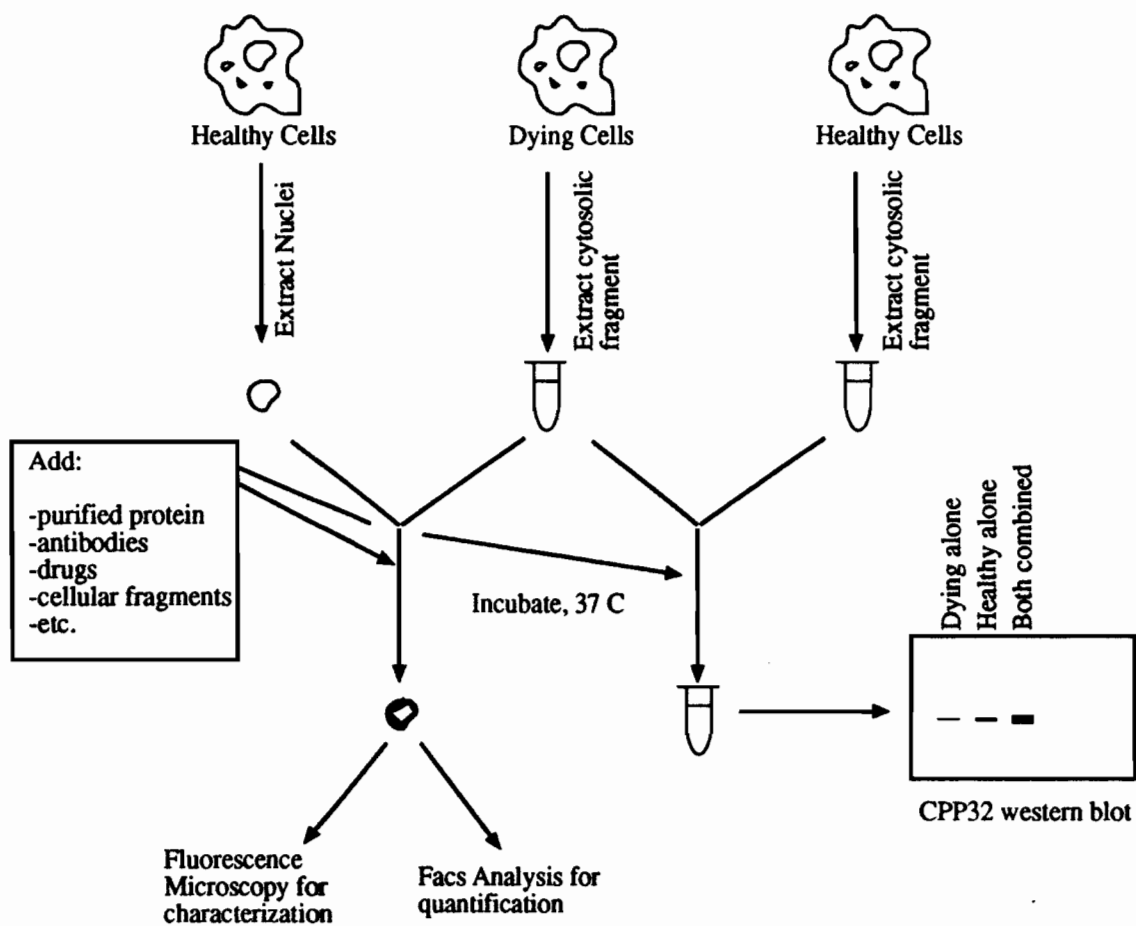 Healthy Cells
Dying Cells
Healthy Cells
Extract Nuclei
Extract cytosolic
fragment
Extract cytosolic
fragment
Add:
-purified protein
-antibodies
-drugs
-cellular fragments
-etc.
Incubate, 37 C
Dying alone
Healthy alone
Both combined
CPP32 western blot
Fluorescence
Microscopy for
characterization
Facs Analysis for
quantification